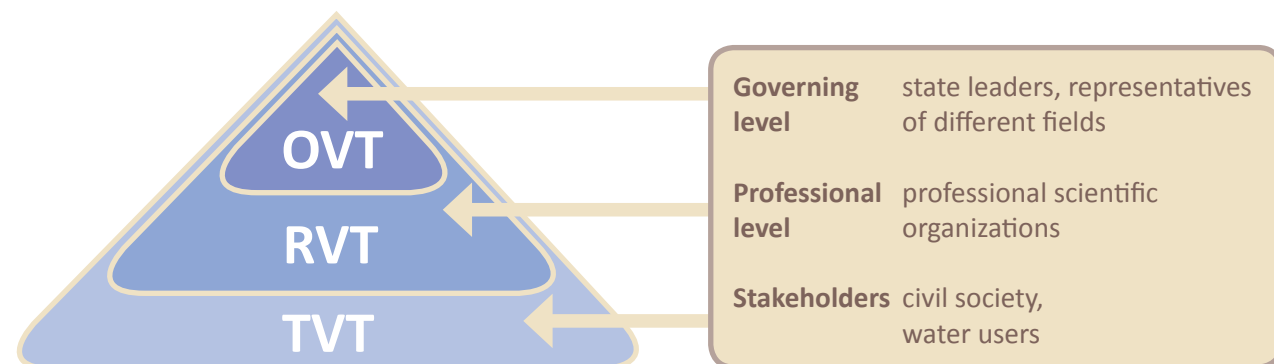 OVT
RVT
TVT
Governing level
state leaders, representatives of different fields
Professional level
professional scientific organizations
Stakeholders
civil society, water users